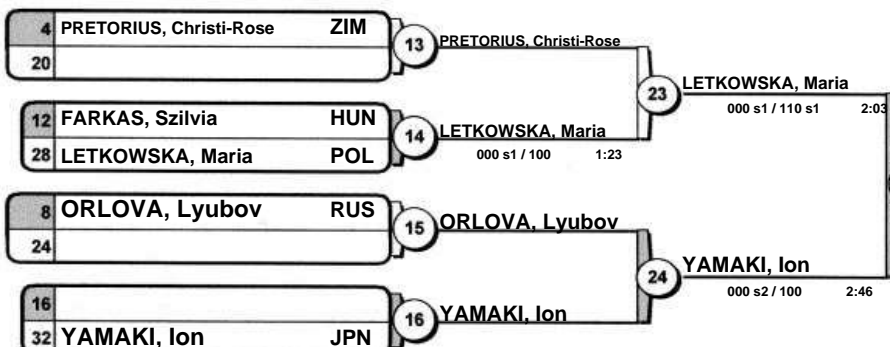 4 PRETORIUS, Christi-Rose ZIM
20
13 PRETORIUS, Christi-Rose
12 FARKAS, Szilvia HUN
28 LETKOWSKA, Maria POL
14 LETKOWSKA, Maria
000 s1 / 100 1:23
23 LETKOWSKA, Maria
000 s1 / 110 s1 2:03
8 ORLOVA, Lyubov RUS
24
15 ORLOVA, Lyubov
16
32 YAMAKI, Ion JPN
16 YAMAKI, Ion
24 YAMAKI, Ion
000 s2 / 100 2:46